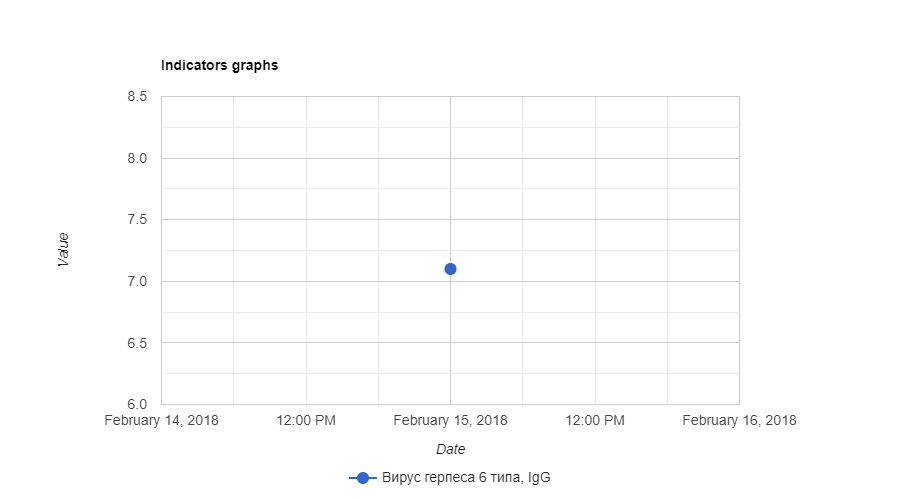 Indicators graphs
8.5
8.0
7.5
7.0
6.5
6.0
Value
February 14, 2018 12:00 PM February 15, 2018 12:00 PM February 16, 2018
Date
Вирус герпеса 6 типа, IgG